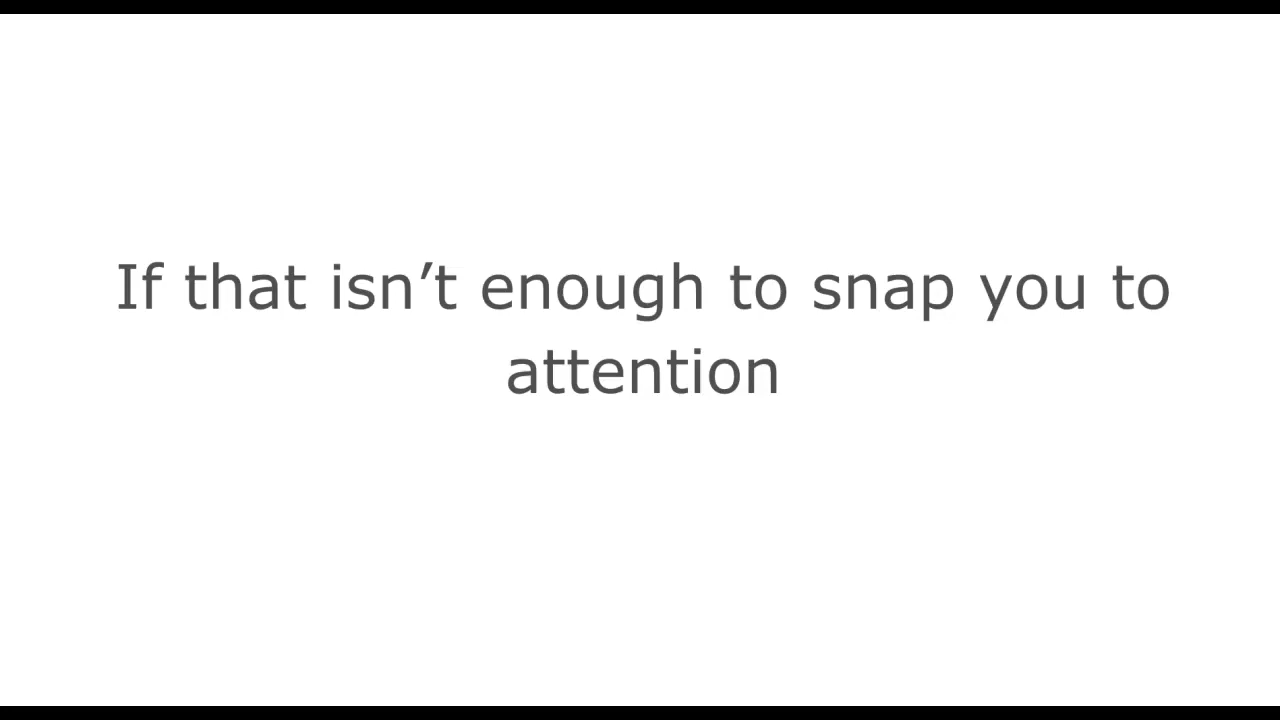 If that isn’t enough to snap you to
attention